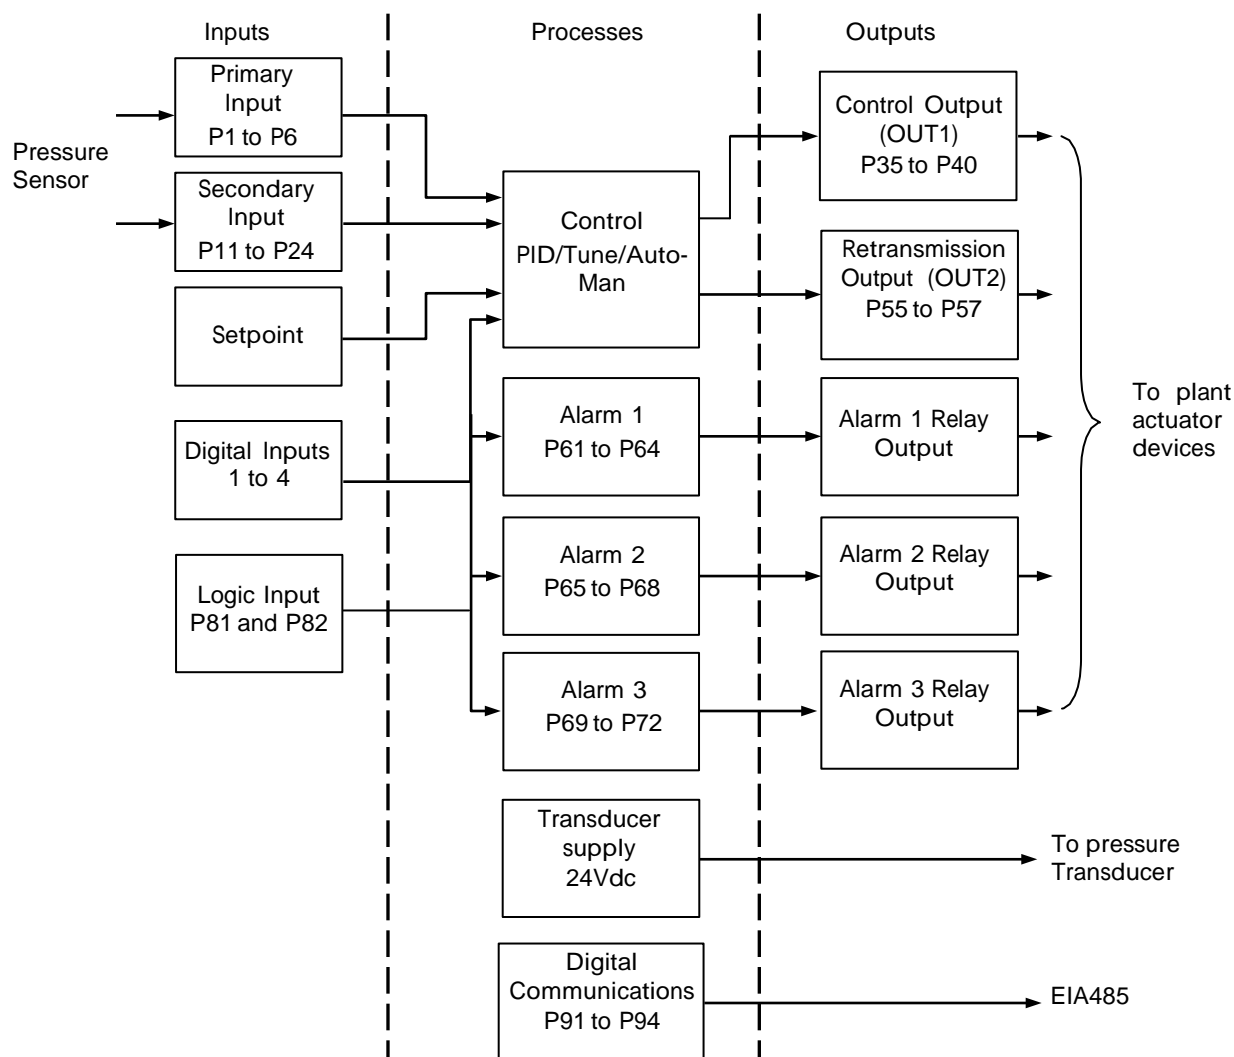 Inputs
Processes
Outputs
Pressure
Sensor
Primary
Input
P1 to P6
Secondary
Input
P11 to P24
Setpoint
Digital Inputs
1 to 4
Logic Input
P81 and P82
Control
PID/Tune/Auto-
Man
Alarm 1
P61 to P64
Alarm 2
P65 to P68
Alarm 3
P69 to P72
Transducer
supply
24Vdc
Digital
Communications
P91 to P94
Control Output
(OUT1)
P35 to P40
Retransmission
Output (OUT2)
P55 to P57
Alarm 1 Relay
Output
Alarm 2 Relay
Output
Alarm 3 Relay
Output
To plant
actuator
devices
To pressure
Transducer
EIA485